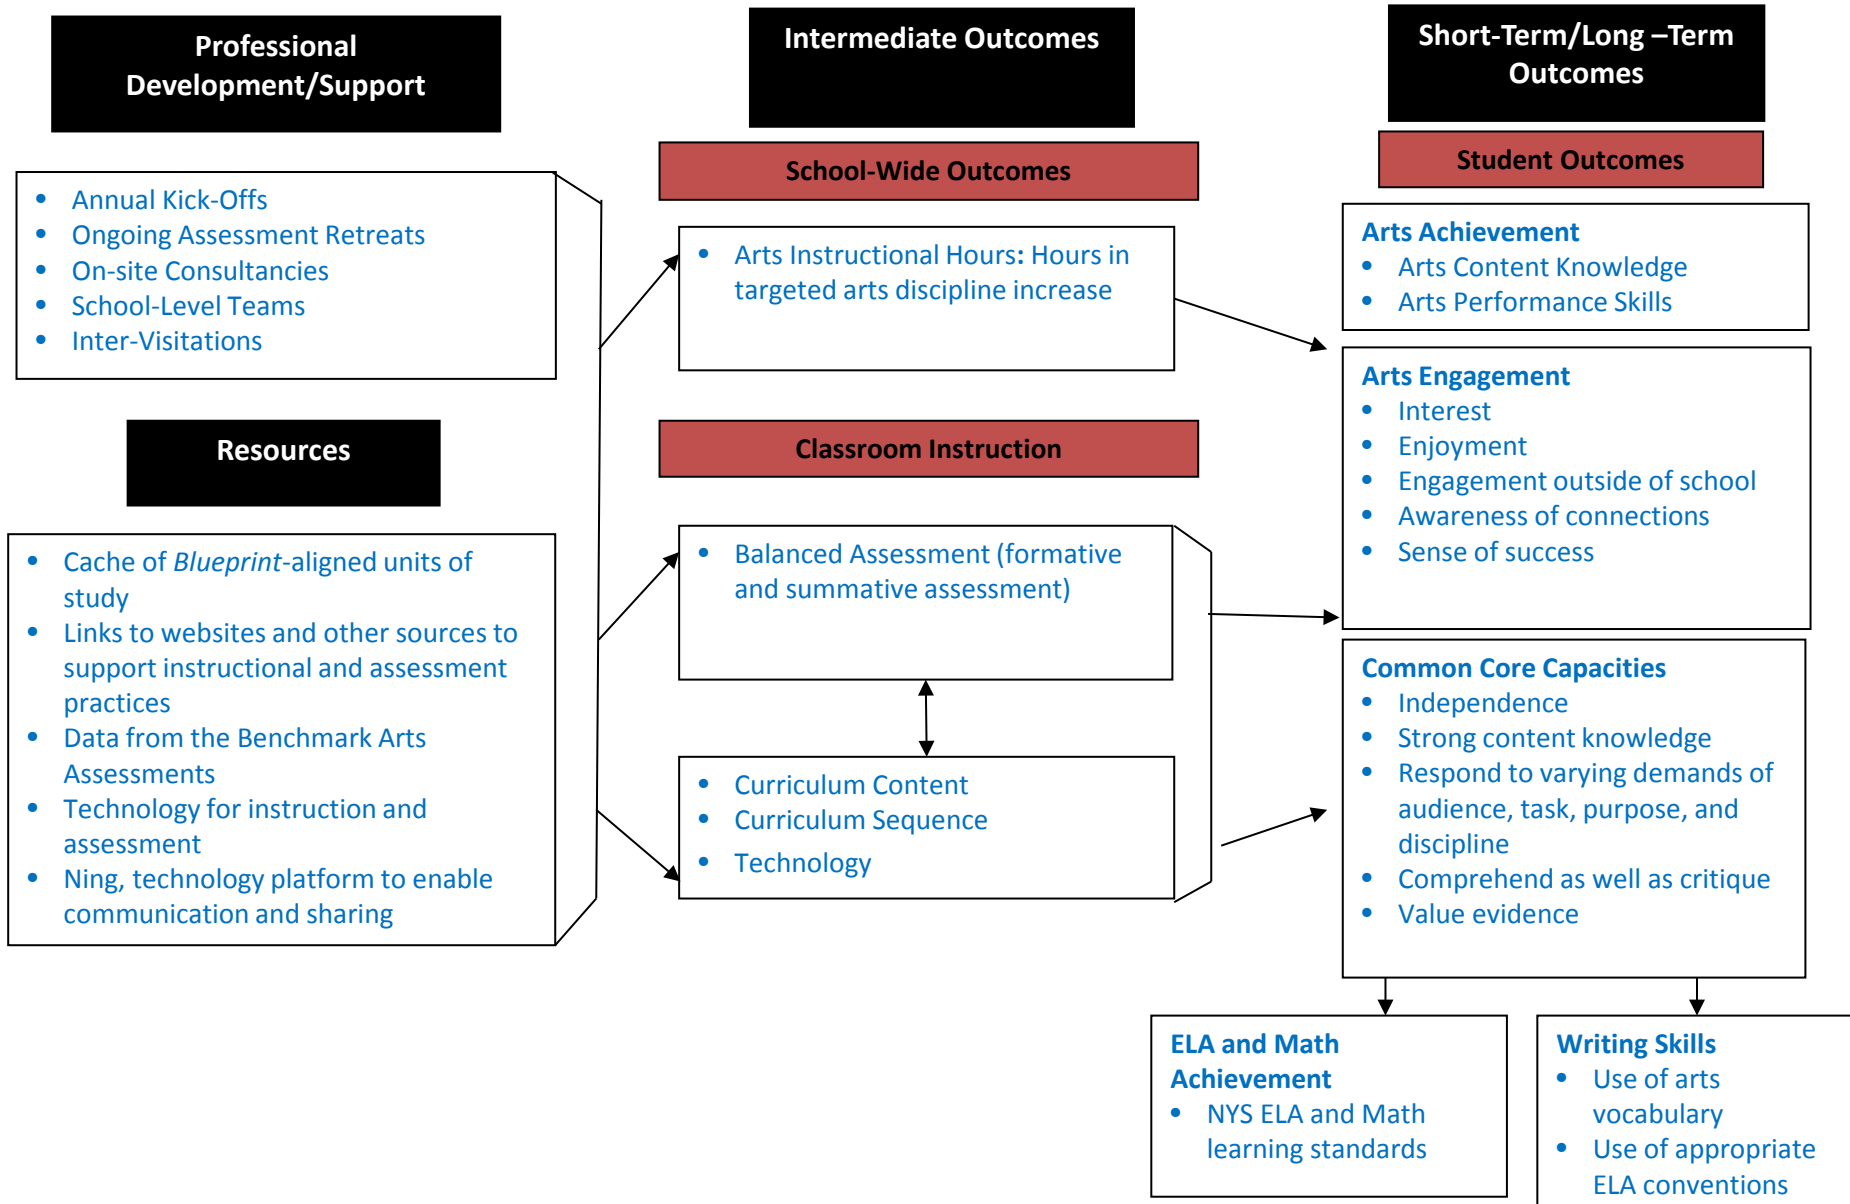 Professional
Development/Support
• Annual Kick-Offs
• Ongoing Assessment Retreats
• On-site Consultancies
• School-Level Teams
• Inter-Visitations
Resources
• Cache of Blueprint-aligned units of
study
• Links to websites and other sources to
support instructional and assessment
practices
• Data from the Benchmark Arts
Assessments
• Technology for instruction and
assessment
• Ning, technology platform to enable
communication and sharing
Intermediate Outcomes
School-Wide Outcomes
• Arts Instructional Hours: Hours in
targeted arts discipline increase
Classroom Instruction
• Balanced Assessment (formative
and summative assessment)
• Curriculum Content
• Curriculum Sequence
• Technology
Short-Term/Long –Term
Outcomes
Student Outcomes
Arts Achievement
• Arts Content Knowledge
• Arts Performance Skills
Arts Engagement
• Interest
• Enjoyment
• Engagement outside of school
• Awareness of connections
• Sense of success
Common Core Capacities
• Independence
• Strong content knowledge
• Respond to varying demands of
audience, task, purpose, and
discipline
• Comprehend as well as critique
• Value evidence
ELA and Math
Achievement
• NYS ELA and Math
learning standards
Writing Skills
• Use of arts
vocabulary
• Use of appropriate
ELA conventions